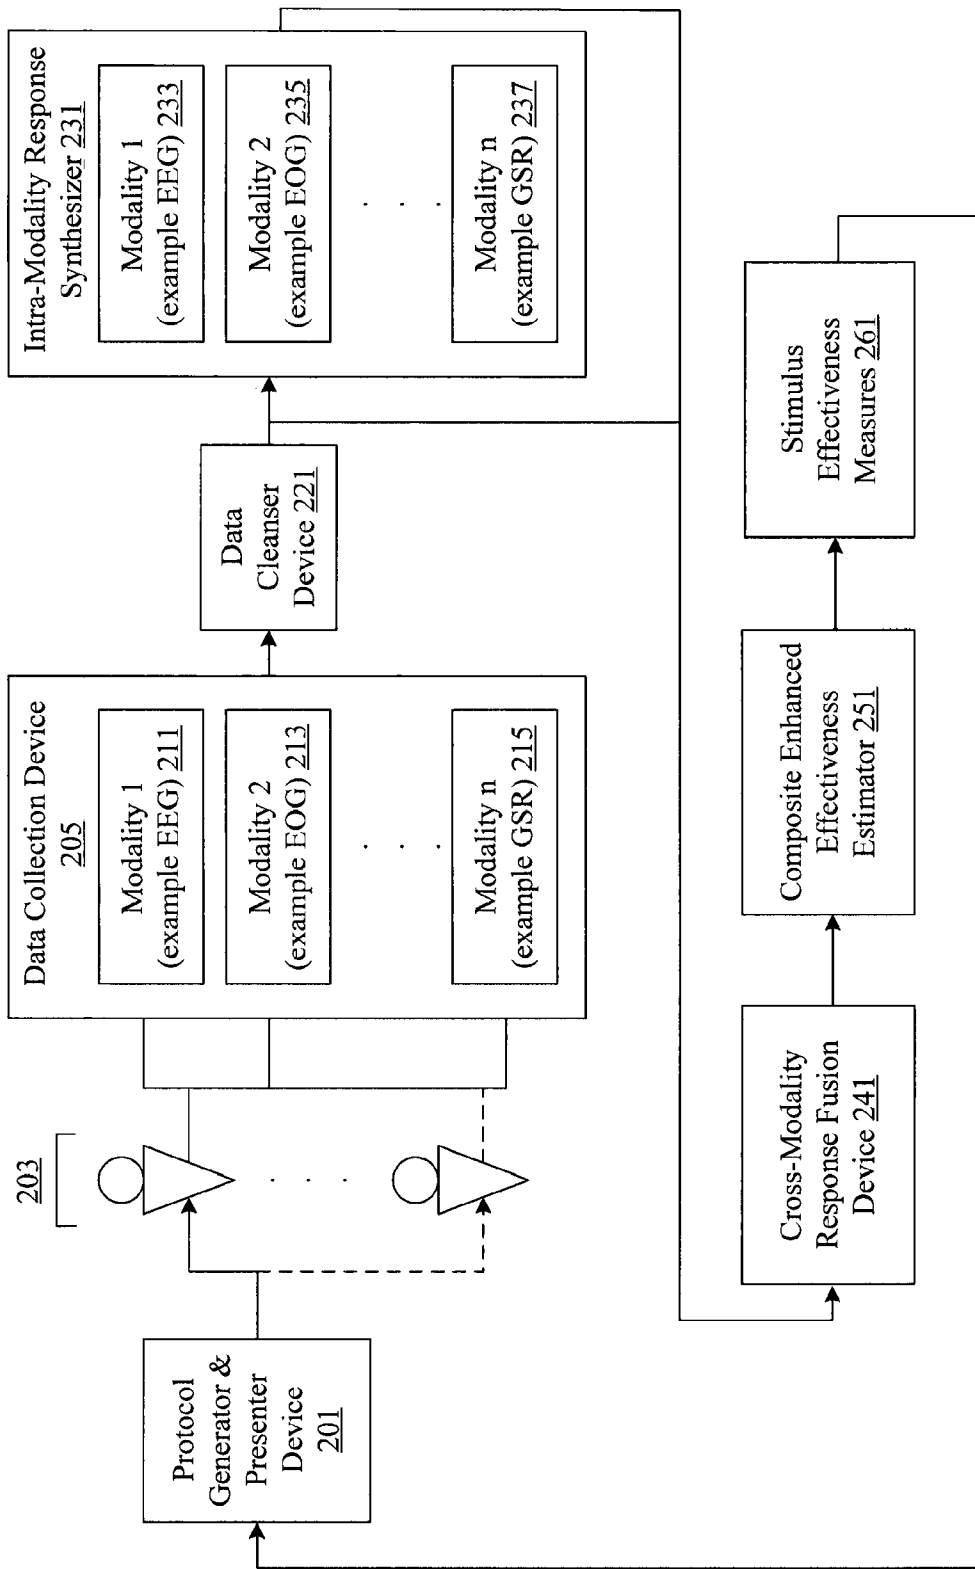 Protocol
Generator &
Presenter
Device
201
203
Data Collection Device
205
Modality 1
(example EEG) 211
Modality 2
(example EOG) 213
. . .
Modality n
(example GSR) 215
. . .
Data
Cleanser
Device 221
Intra-Modality Response
Synthesizer 231
Modality 1
(example EEG) 233
Modality 2
(example EOG) 235
. . .
Modality n
(example GSR) 237
Cross-Modality
Response Fusion
Device 241
Composite Enhanced
Effectiveness
Estimator 251
Stimulus
Effectiveness
Measures 261